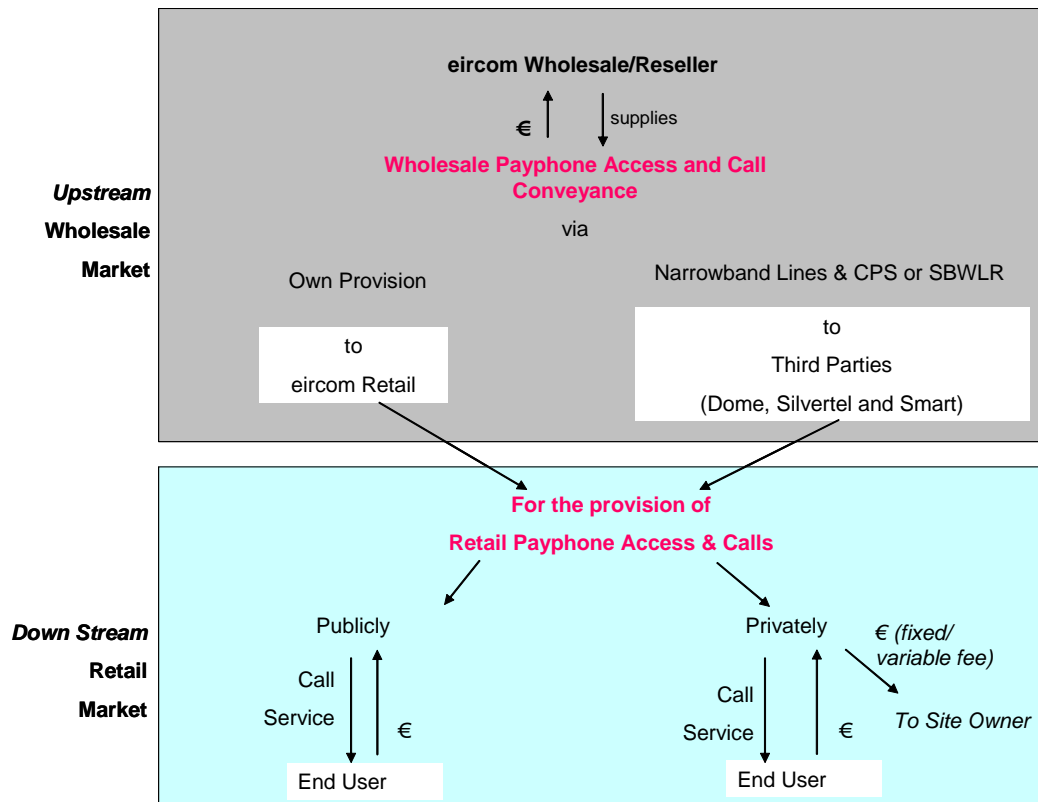 eircom Wholesale/Reseller
€
supplies
Wholesale Payphone Access and Call
Conveyance
Upstream
Wholesale
Market
via
Own Provision
Narrowband Lines & CPS or SBWLR
to
eircom Retail
to
Third Parties
(Dome, Silvertel and Smart)
For the provision of
Retail Payphone Access & Calls
Down Stream
Retail
Market
Publicly
Call
Service
€
End User
Privately
€ (fixed/
variable fee)
Call
Service
€
To Site Owner
End User